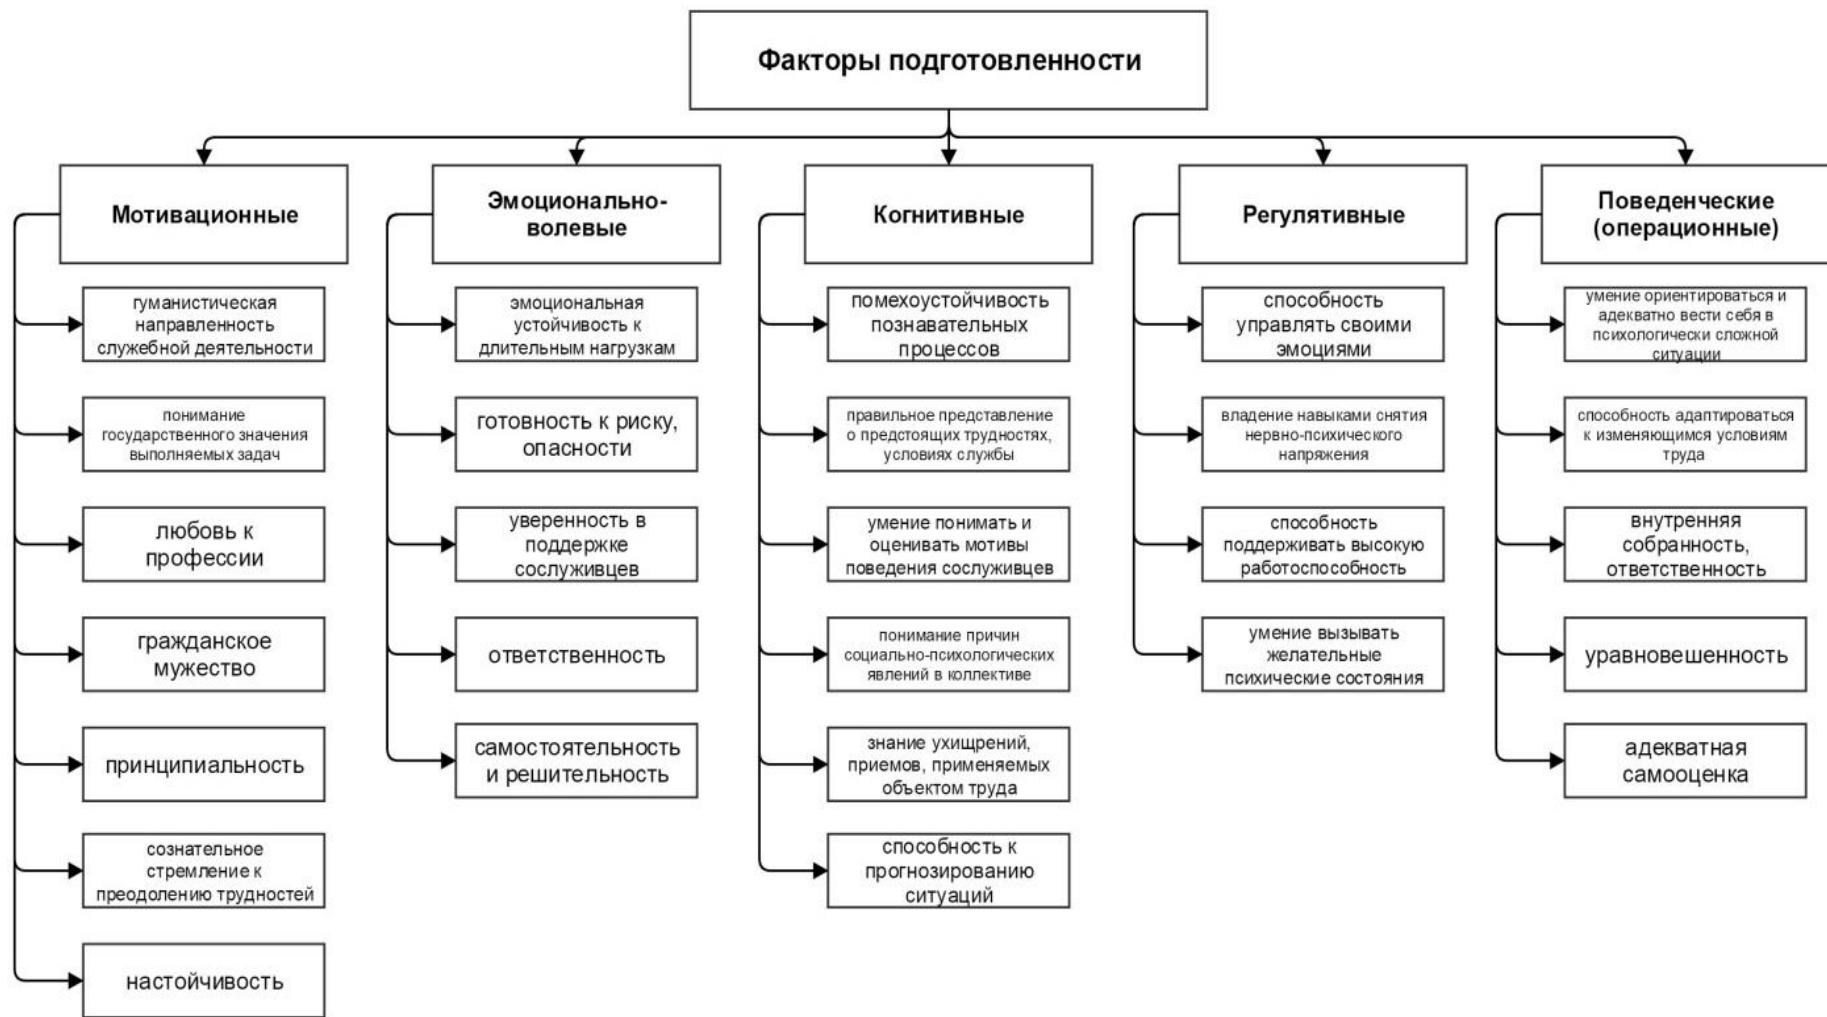 Факторы подготовленности
Мотивационные
гуманистическая
направленность
служебной деятельности
понимание
государственного значения
выполняемых задач
любовь к
профессии
гражданское
мужество
принципиальность
сознательное
стремление к
преодолению трудностей
настойчивость
Эмоционально-
волевые
эмоциональная
устойчивость к
длительным нагрузкам
готовность к риску,
опасности
уверенность в
поддержке
сослуживцев
ответственность
самостоятельность
и решительность
Когнитивные
помехоустойчивость
познавательных
процессов
правильное представление
о предстоящих трудностях,
условиях службы
умение понимать и
оценивать мотивы
поведения сослуживцев
понимание причин
социально-психологических
явлений в коллективе
знание ухищрений,
приемов, применяемых
объектом труда
способность к
прогнозированию
ситуаций
Регулятивные
способность
управлять своими
эмоциями
владение навыками снятия
нервно-психического
напряжения
способность
поддерживать высокую
работоспособность
умение вызывать
желательные
психические состояния
Поведенческие
(операционные)
умение ориентироваться и
адекватно вести себя в
психологически сложной
ситуации
способность адаптироваться
к изменяющимся условиям
труда
внутренняя
собранность,
ответственность
уравновешенность
адекватная
самооценка